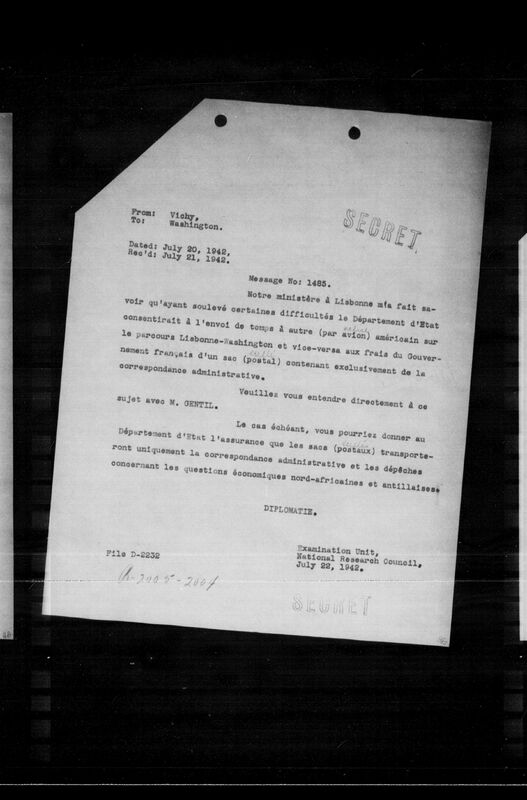 From: Vichy,
To: Washington.
SECRET
Dated: July 20, 1942,
Rec'd: July 21, 1942.
Message No: 1485.
Notre ministère à Lisbonne m'a fait sa-
voir qu'ayant soulevé certaines difficultés le Département d'Etat
consentirait à l'envoi de temps à autre (par avion) américain sur
le parcours Lisbonne-Washington et vice-versa aux frais du Gouver-
nement français d'un sac (postal) contenant exclusivement de la
correspondance administrative.
Veuillez vous entendre directement à ce
sujet avec M. GENTIL.
Le cas échéant, vous pourriez donner au
Département d'Etat l'assurance que les sacs (postaux) transporte-
ront uniquement la correspondance administrative et les dépêches
concernant les questions économiques nord-africaines et antillaises.
DIPLOMATIE.
File D-2232
Examination Unit,
National Research Council,
July 22, 1942.
2005-2004
SECRET